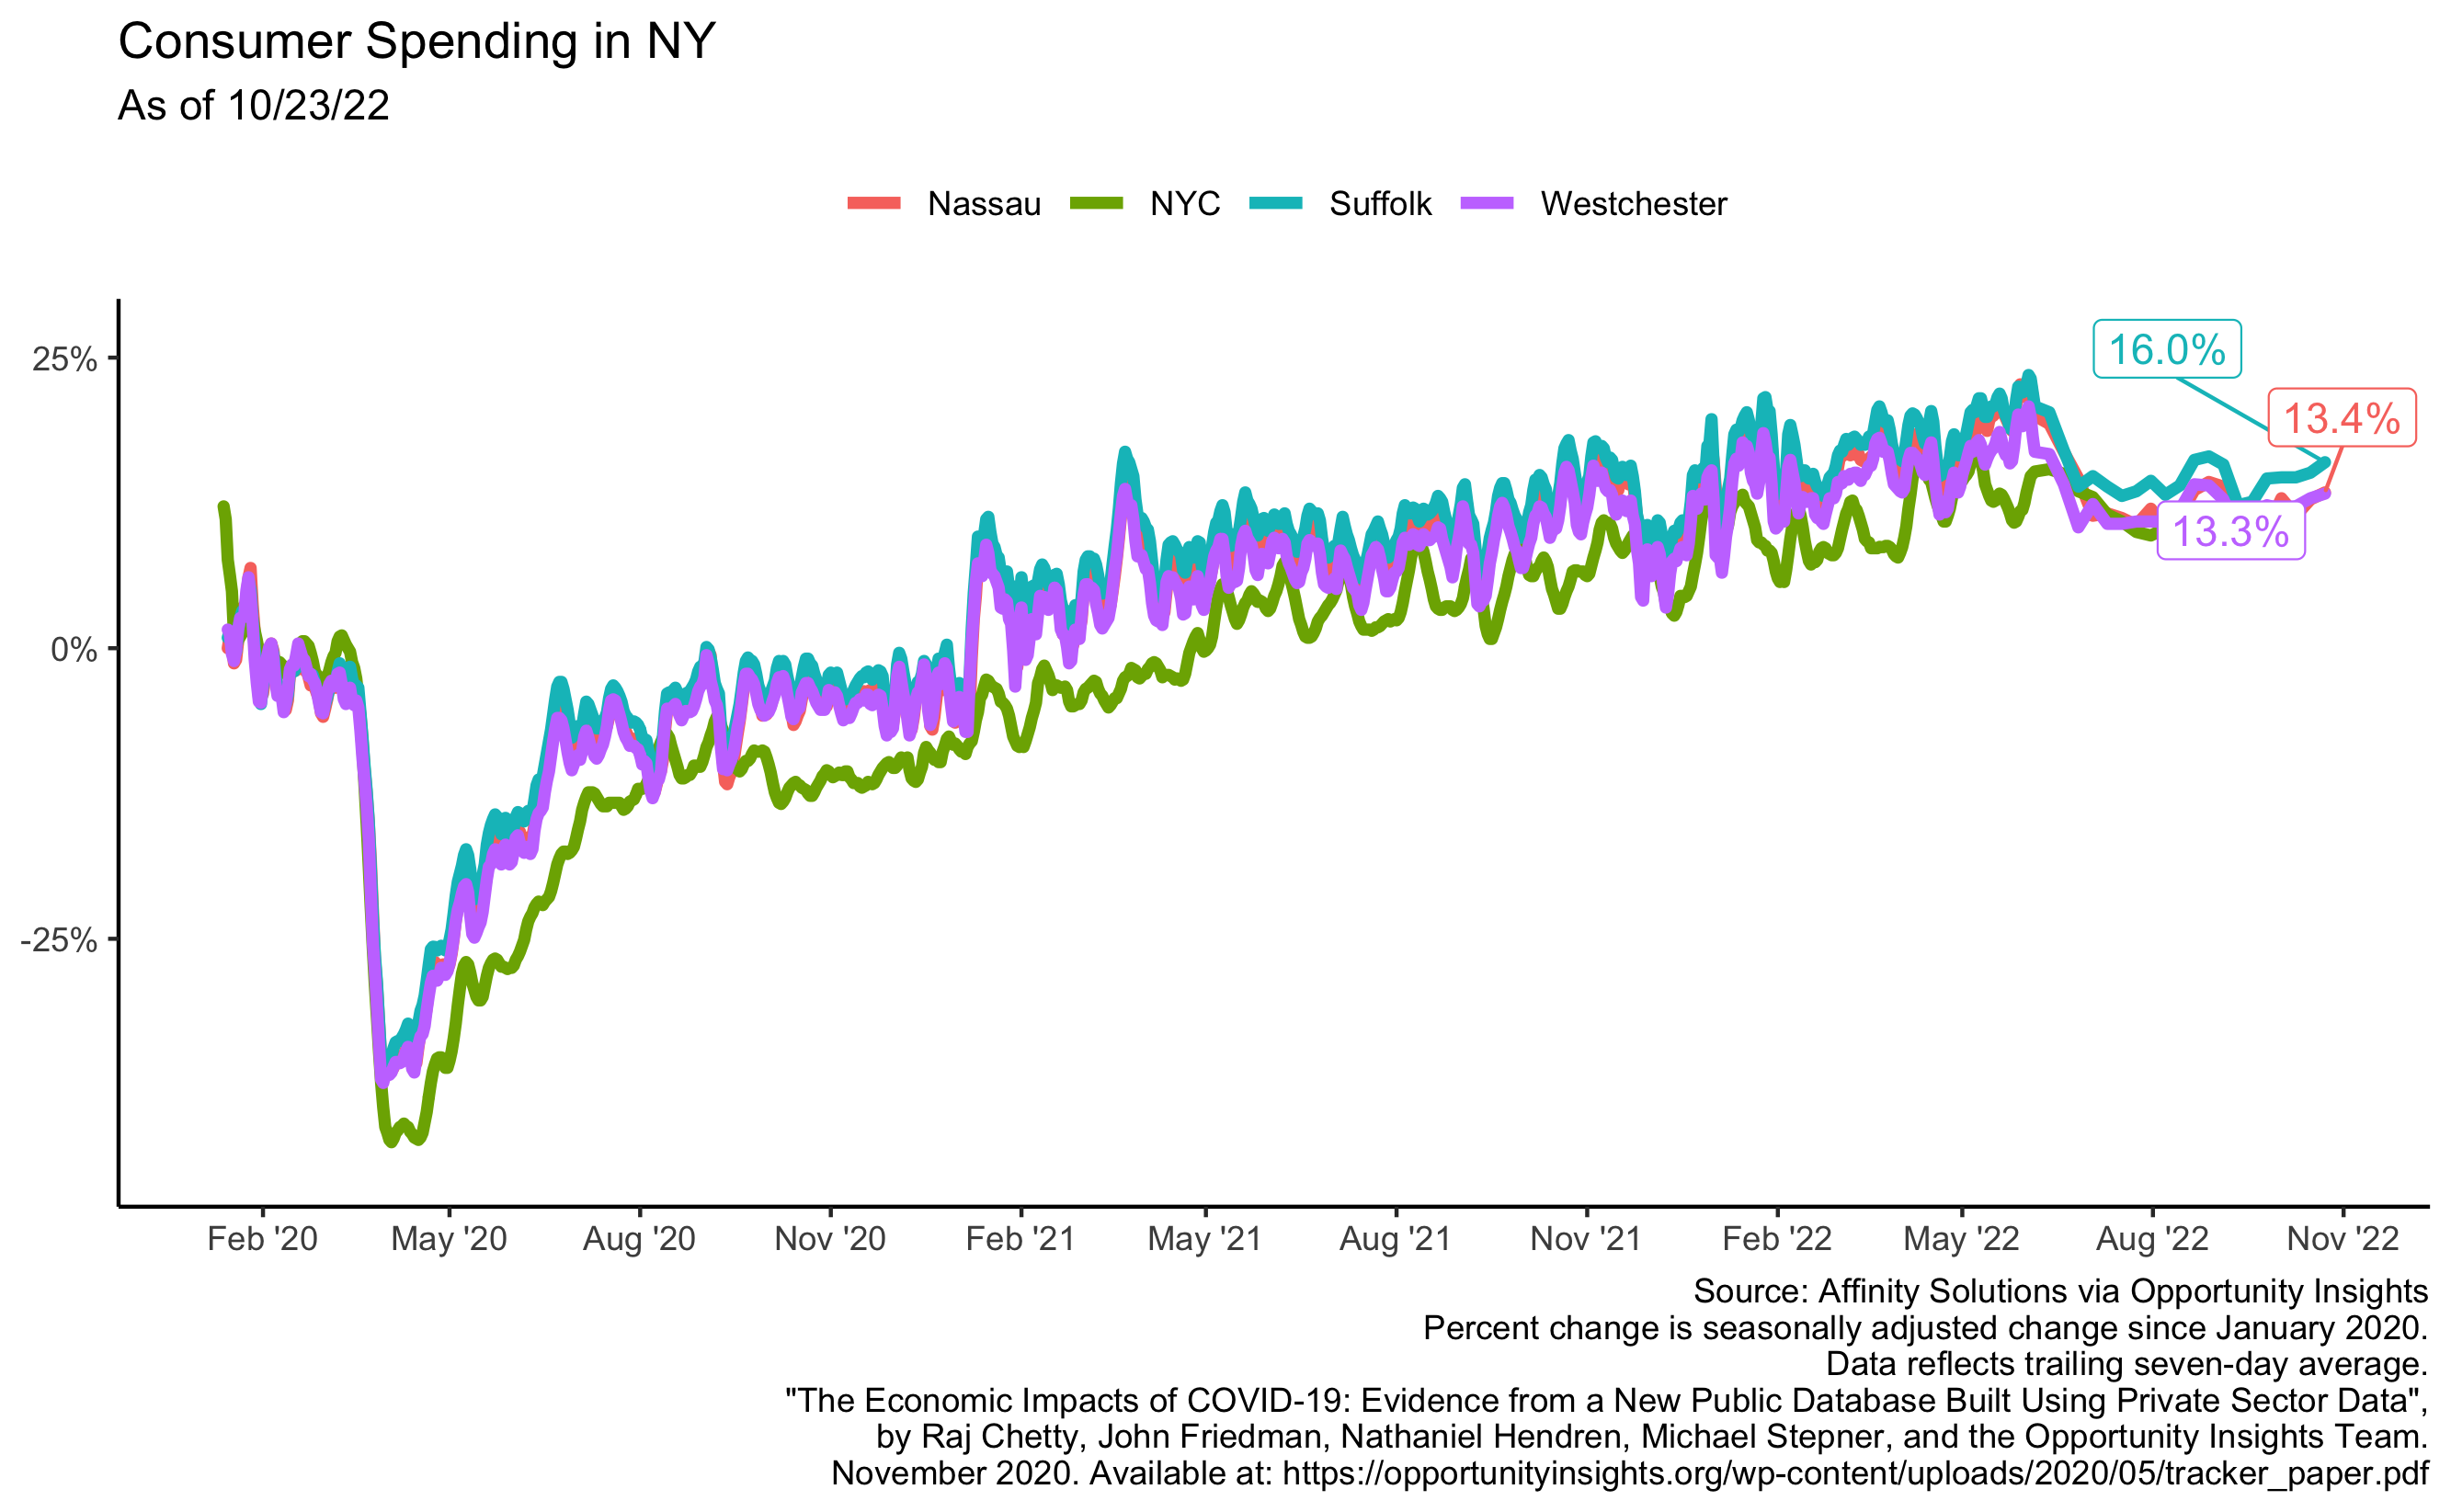 Consumer Spending in NY
As of 10/23/22
Nassau NYC Suffolk Westchester
25%
0%
-25%
16.0%
13.4%
13.3%
Feb '20 May '20 Aug '20 Nov '20 Feb '21 May '21 Aug '21 Nov '21 Feb '22 May '22 Aug '22 Nov '22
Source: Affinity Solutions via Opportunity Insights
Percent change is seasonally adjusted change since January 2020.
Data reflects trailing seven-day average.
"The Economic Impacts of COVID-19: Evidence from a New Public Database Built Using Private Sector Data",
by Raj Chetty, John Friedman, Nathaniel Hendren, Michael Stepner, and the Opportunity Insights Team.
November 2020. Available at: https://opportunityinsights.org/wp-content/uploads/2020/05/tracker_paper.pdf